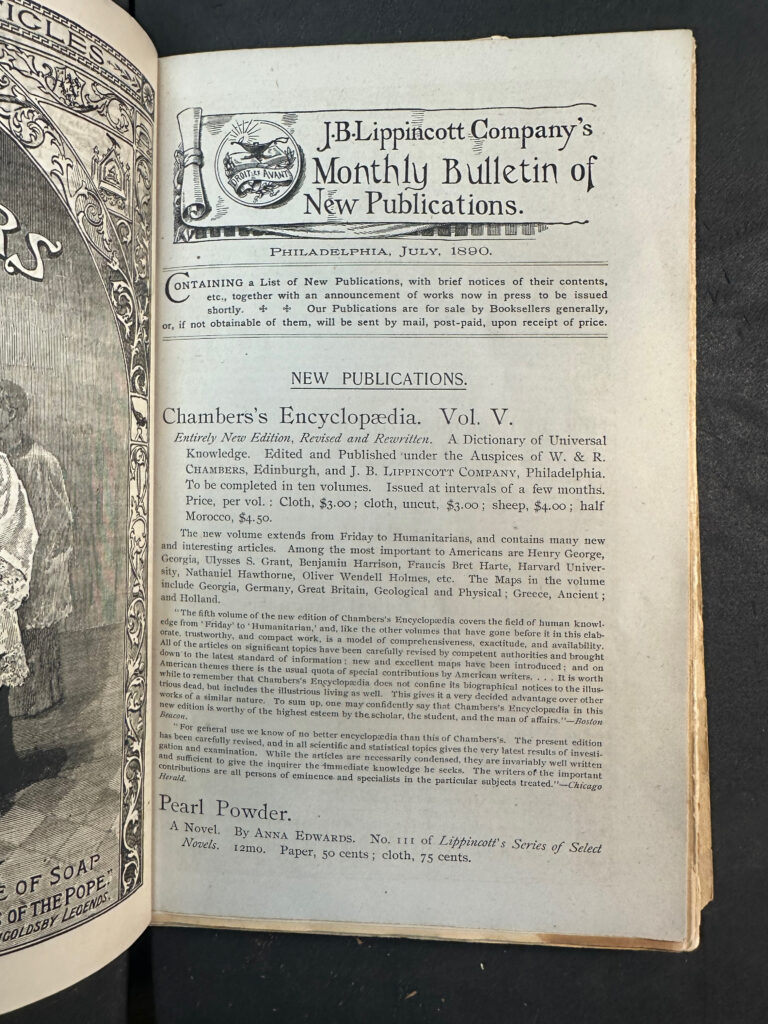 ICLES
RS
E OF SOAP
OF THE POPE."
GOLDSBY LEGENDS.
DROIT ET AVANT
J·B·Lippincott Company's
Monthly Bulletin of
New Publications.
Philadelphia, July, 1890.
Containing a List of New Publications, with brief notices of their contents,
etc., together with an announcement of works now in press to be issued
shortly. ✠ ✠ Our Publications are for sale by Booksellers generally,
or, if not obtainable of them, will be sent by mail, post-paid, upon receipt of price.
NEW PUBLICATIONS.
Chambers's Encyclopædia. Vol. V.
Entirely New Edition, Revised and Rewritten. A Dictionary of Universal
Knowledge. Edited and Published under the Auspices of W. & R.
Chambers, Edinburgh, and J. B. Lippincott Company, Philadelphia.
To be completed in ten volumes. Issued at intervals of a few months.
Price, per vol.: Cloth, $3.00; cloth, uncut, $3.00; sheep, $4.00; half
Morocco, $4.50.
The new volume extends from Friday to Humanitarians, and contains many new
and interesting articles. Among the most important to Americans are Henry George,
Georgia, Ulysses S. Grant, Benjamin Harrison, Francis Bret Harte, Harvard Univer-
sity, Nathaniel Hawthorne, Oliver Wendell Holmes, etc. The Maps in the volume
include Georgia, Germany, Great Britain, Geological and Physical; Greece, Ancient;
and Holland.
"The fifth volume of the new edition of Chambers's Encyclopædia covers the field of human knowl-
edge from 'Friday' to 'Humanitarian,' and, like the other volumes that have gone before it in this elab-
orate, trustworthy, and compact work, is a model of comprehensiveness, exactitude, and availability.
All of the articles on significant topics have been carefully revised by competent authorities and brought
down to the latest standard of information; new and excellent maps have been introduced; and on
American themes there is the usual quota of special contributions by American writers. . . . It is worth
while to remember that Chambers's Encyclopædia does not confine its biographical notices to the illus-
trious dead, but includes the illustrious living as well. This gives it a very decided advantage over other
works of a similar nature. To sum up, one may confidently say that Chambers's Encyclopædia in this
new edition is worthy of the highest esteem by the scholar, the student, and the man of affairs."—Boston
Beacon.
"For general use we know of no better encyclopædia than this of Chambers's. The present edition
has been carefully revised, and in all scientific and statistical topics gives the very latest results of investi-
gation and examination. While the articles are necessarily condensed, they are invariably well written
and sufficient to give the inquirer the immediate knowledge he seeks. The writers of the important
contributions are all persons of eminence and specialists in the particular subjects treated."—Chicago
Herald.
Pearl Powder.
A Novel. By Anna Edwards. No. 111 of Lippincott's Series of Select
Novels. 12mo. Paper, 50 cents; cloth, 75 cents.